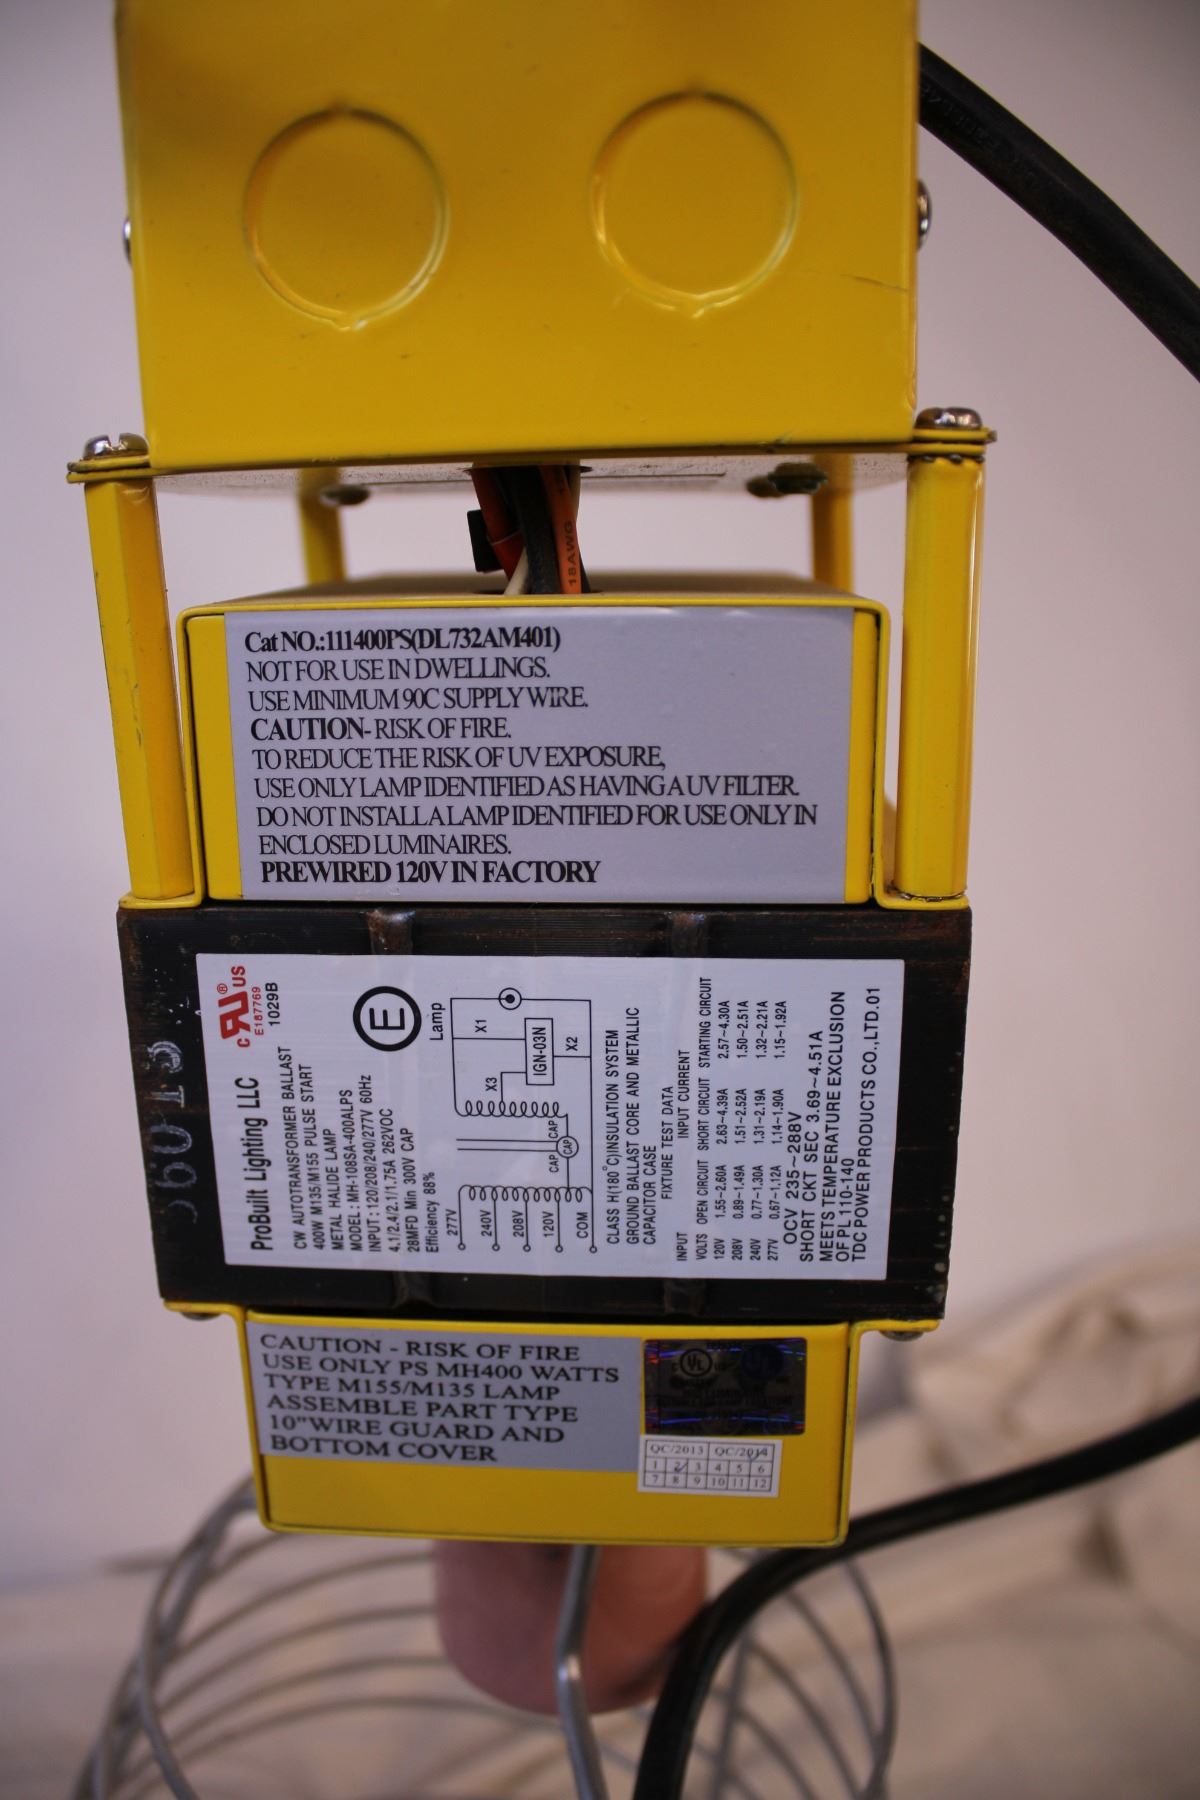 18AWG
Cat NO.:111400PS(DL732AM401)
NOT FOR USE IN DWELLINGS.
USE MINIMUM 90C SUPPLY WIRE.
CAUTION- RISK OF FIRE.
TO REDUCE THE RISK OF UV EXPOSURE,
USE ONLY LAMP IDENTIFIED AS HAVING A UV FILTER.
DO NOT INSTALL A LAMP IDENTIFIED FOR USE ONLY IN
ENCLOSED LUMINAIRES.
PREWIRED 120V IN FACTORY
ProBuilt Lighting LLC
c RU ® US
E187769
CW AUTOTRANSFORMER BALLAST 1029B
400W M135/M155 PULSE START
METAL HALIDE LAMP
MODEL: MH-108SA-400ALPS
INPUT: 120/208/240/277V 60Hz
4.1/2.4/2.1/1.75A 262VOC
28MFD Min 300V CAP
Efficiency 88%
E
Lamp
277V
240V
208V
120V
COM
CAP
CAP
CAP
X1
X3
X2
IGN-03N
CLASS H(180°C)INSULATION SYSTEM
GROUND BALLAST CORE AND METALLIC
CAPACITOR CASE
FIXTURE TEST DATA
INPUT INPUT CURRENT
VOLTS OPEN CIRCUIT SHORT CIRCUIT STARTING CIRCUIT
120V 1.55~2.60A 2.63~4.39A 2.57~4.30A
208V 0.89~1.49A 1.51~2.52A 1.50~2.51A
240V 0.77~1.30A 1.31~2.19A 1.32~2.21A
277V 0.67~1.12A 1.14~1.90A 1.15~1.92A
OCV 235~288V
SHORT CKT SEC 3.69~4.51A
MEETS TEMPERATURE EXCLUSION
OF PL 110-140
TDC POWER PRODUCTS CO.,LTD.01
CAUTION - RISK OF FIRE
USE ONLY PS MH400 WATTS
TYPE M155/M135 LAMP
ASSEMBLE PART TYPE
10"WIRE GUARD AND
BOTTOM COVER
UL
UL
QC/2013 QC/2014
1 2 3 4 5 6
7 8 9 10 11 12